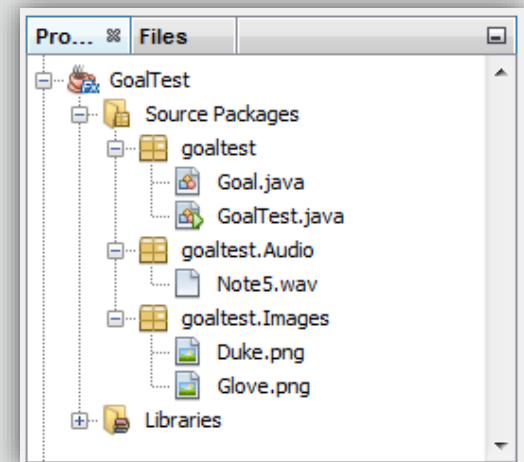 Pro... Files
GoalTest
Source Packages
goaltest
Goal.java
GoalTest.java
goaltest.Audio
Note5.wav
goaltest.Images
Duke.png
Glove.png
Libraries